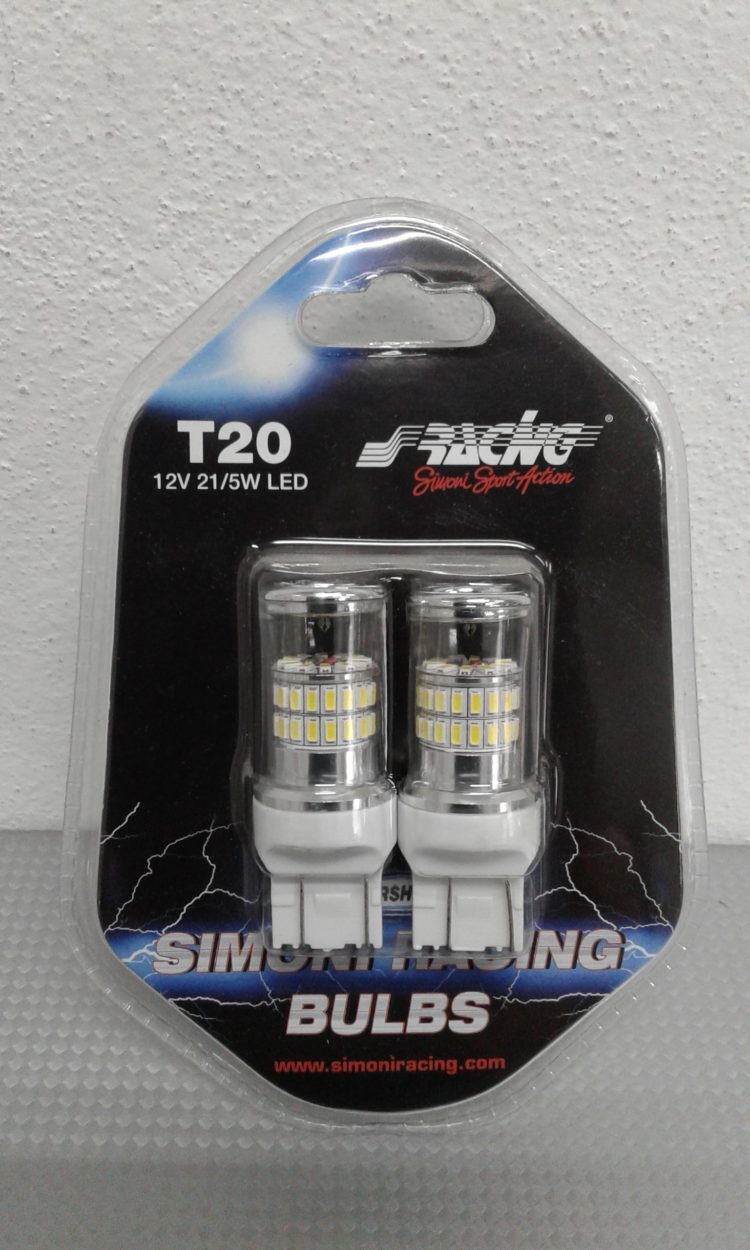 T20
12V 21/5W LED
RACING®
Simoni Sport Action
SIMONI RACING
BULBS
www.simoniracing.com